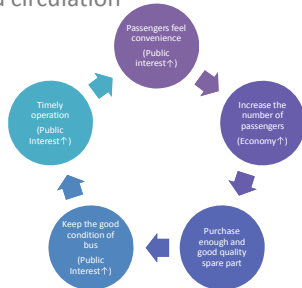 circulation
Passengers feel
convenience
(Public
interest↑)
Increase the
number of
passengers
(Economy↑)
Purchase
enough and
good quality
spare part
Keep the good
condition of
bus
(Public
Interest↑)
Timely
operation
(Public
Interest↑)